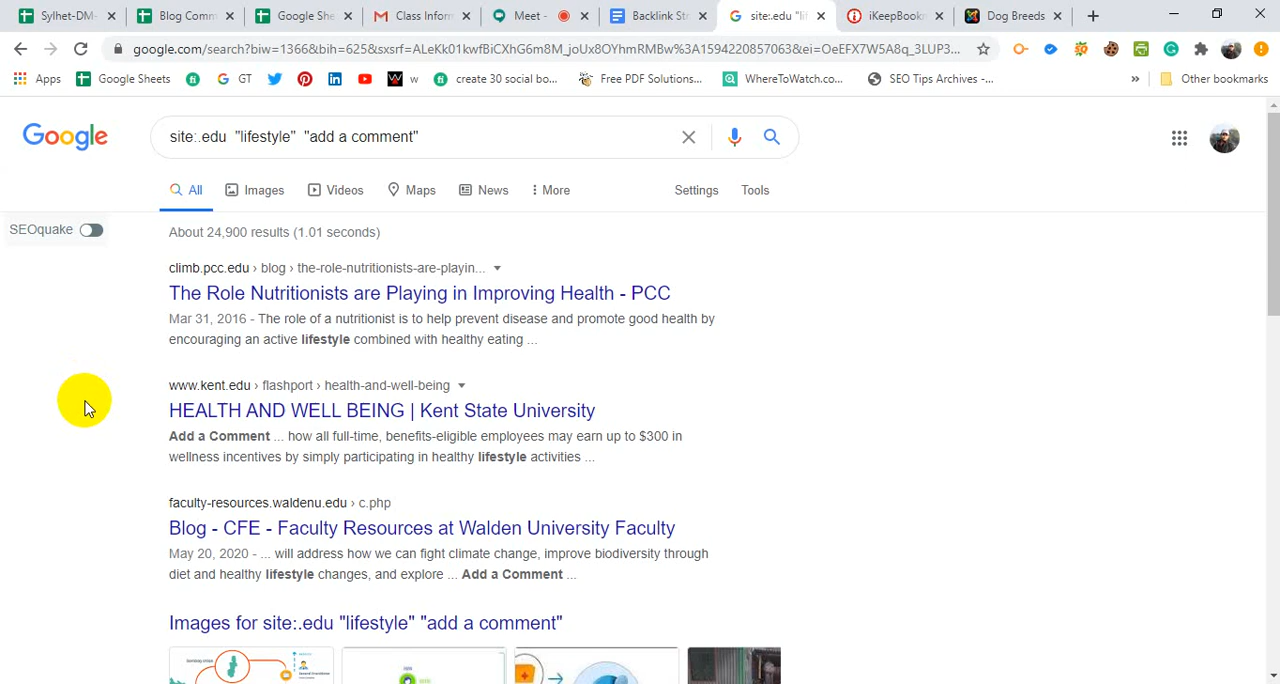 Sylhet-DM-
Blog Comm
Google She
Class Inform
Meet -
Backlink Str
site:.edu "li
iKeepBook
Dog Breeds
google.com/search?biw=1366&bih=625&sxsrf=ALeKk01kwfBiCXhG6m8M_joUx8OYhmRMBw%3A1594220857063&ei=OeEFX7W5A8q_3LUP3...
Apps
Google Sheets
GT
w
create 30 social bo...
Free PDF Solutions...
WhereToWatch.co...
SEO Tips Archives -...
»
Other bookmarks
Google
site:.edu "lifestyle" "add a comment"
All
Images
Videos
Maps
News
More
Settings
Tools
SEOquake
About 24,900 results (1.01 seconds)
climb.pcc.edu › blog › the-role-nutritionists-are-playin...
The Role Nutritionists are Playing in Improving Health - PCC
Mar 31, 2016 - The role of a nutritionist is to help prevent disease and promote good health by
encouraging an active lifestyle combined with healthy eating ...
www.kent.edu › flashport › health-and-well-being
HEALTH AND WELL BEING | Kent State University
Add a Comment ... how all full-time, benefits-eligible employees may earn up to $300 in
wellness incentives by simply participating in healthy lifestyle activities ...
faculty-resources.waldenu.edu › c.php
Blog - CFE - Faculty Resources at Walden University Faculty
May 20, 2020 - ... will address how we can fight climate change, improve biodiversity through
diet and healthy lifestyle changes, and explore ... Add a Comment ...
Images for site:.edu "lifestyle" "add a comment"